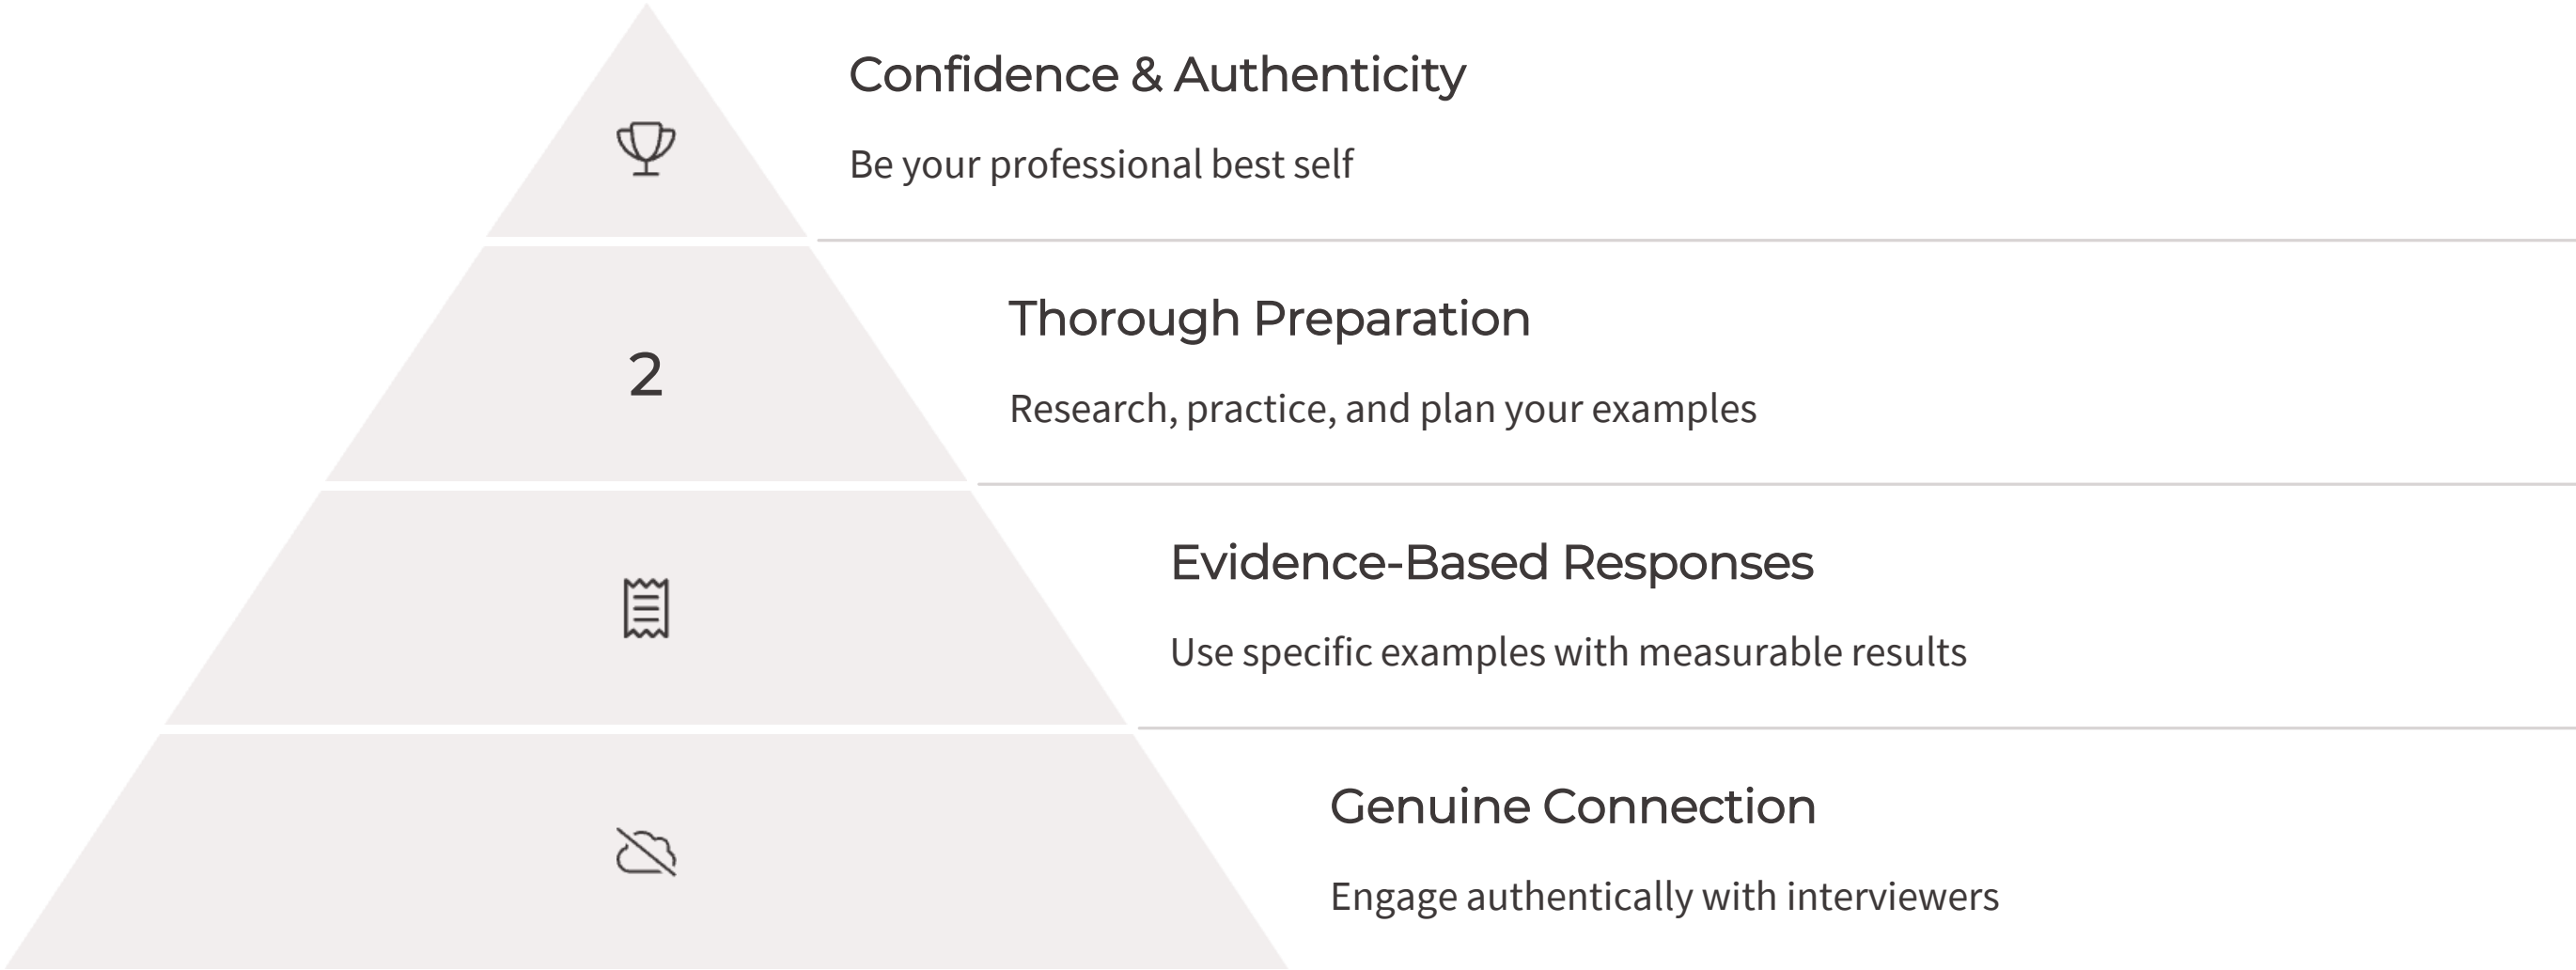 Confidence & Authenticity
Be your professional best self
2
Thorough Preparation
Research, practice, and plan your examples
Evidence-Based Responses
Use specific examples with measurable results
Genuine Connection
Engage authentically with interviewers